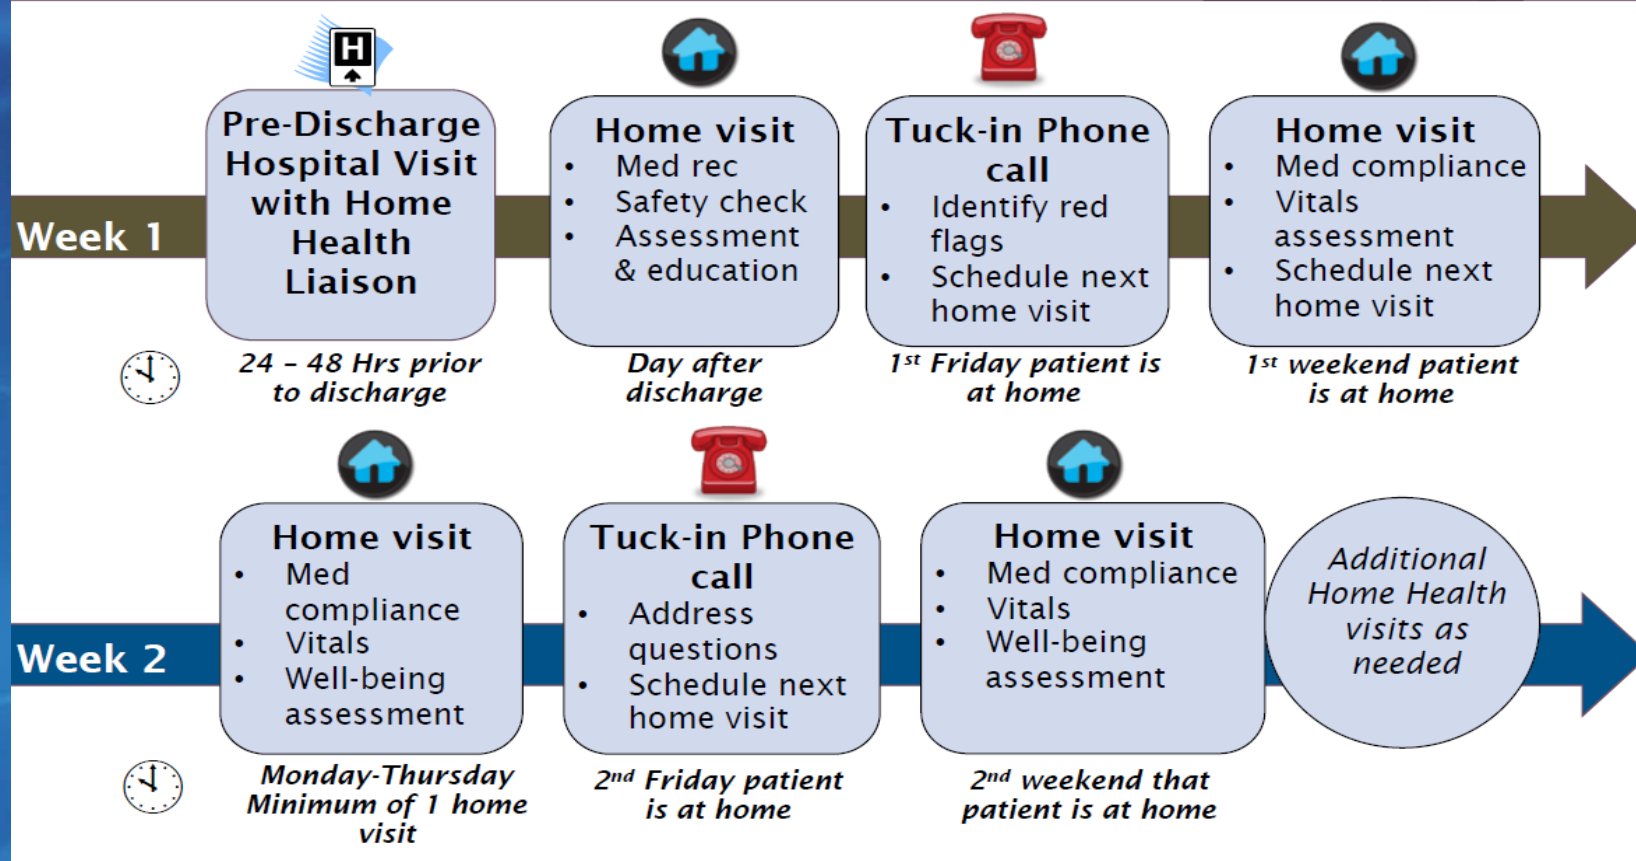 H
Week 1
Pre-Discharge
Hospital Visit
with Home
Health
Liaison
24 – 48 Hrs prior
to discharge
Home visit
• Med rec
• Safety check
• Assessment
& education
Day after
discharge
Tuck-in Phone
call
• Identify red
flags
• Schedule next
home visit
1st Friday patient is
at home
Home visit
• Med compliance
• Vitals
assessment
• Schedule next
home visit
1st weekend patient
is at home
Week 2
Home visit
• Med
compliance
• Vitals
• Well-being
assessment
Monday-Thursday
Minimum of 1 home
visit
Tuck-in Phone
call
• Address
questions
• Schedule next
home visit
2nd Friday patient
is at home
Home visit
• Med compliance
• Vitals
• Well-being
assessment
2nd weekend that
patient is at home
Additional
Home Health
visits as
needed